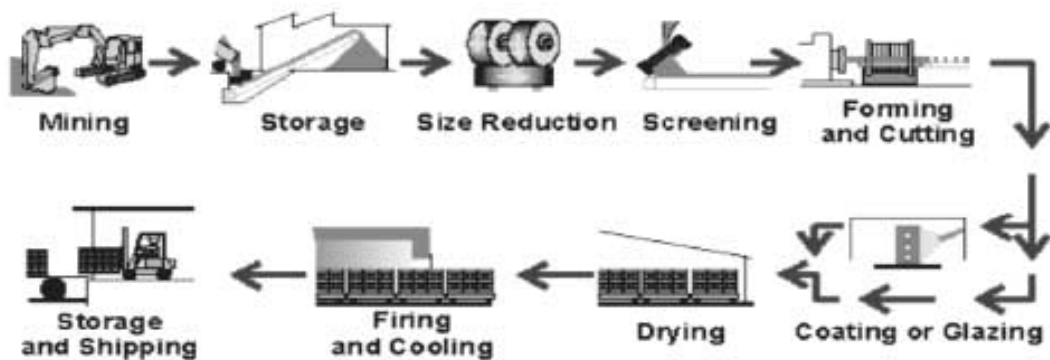 Mining
Storage
Size Reduction
Screening
Forming
and Cutting
Coating or Glazing
Drying
Firing
and Cooling
Storage
and Shipping